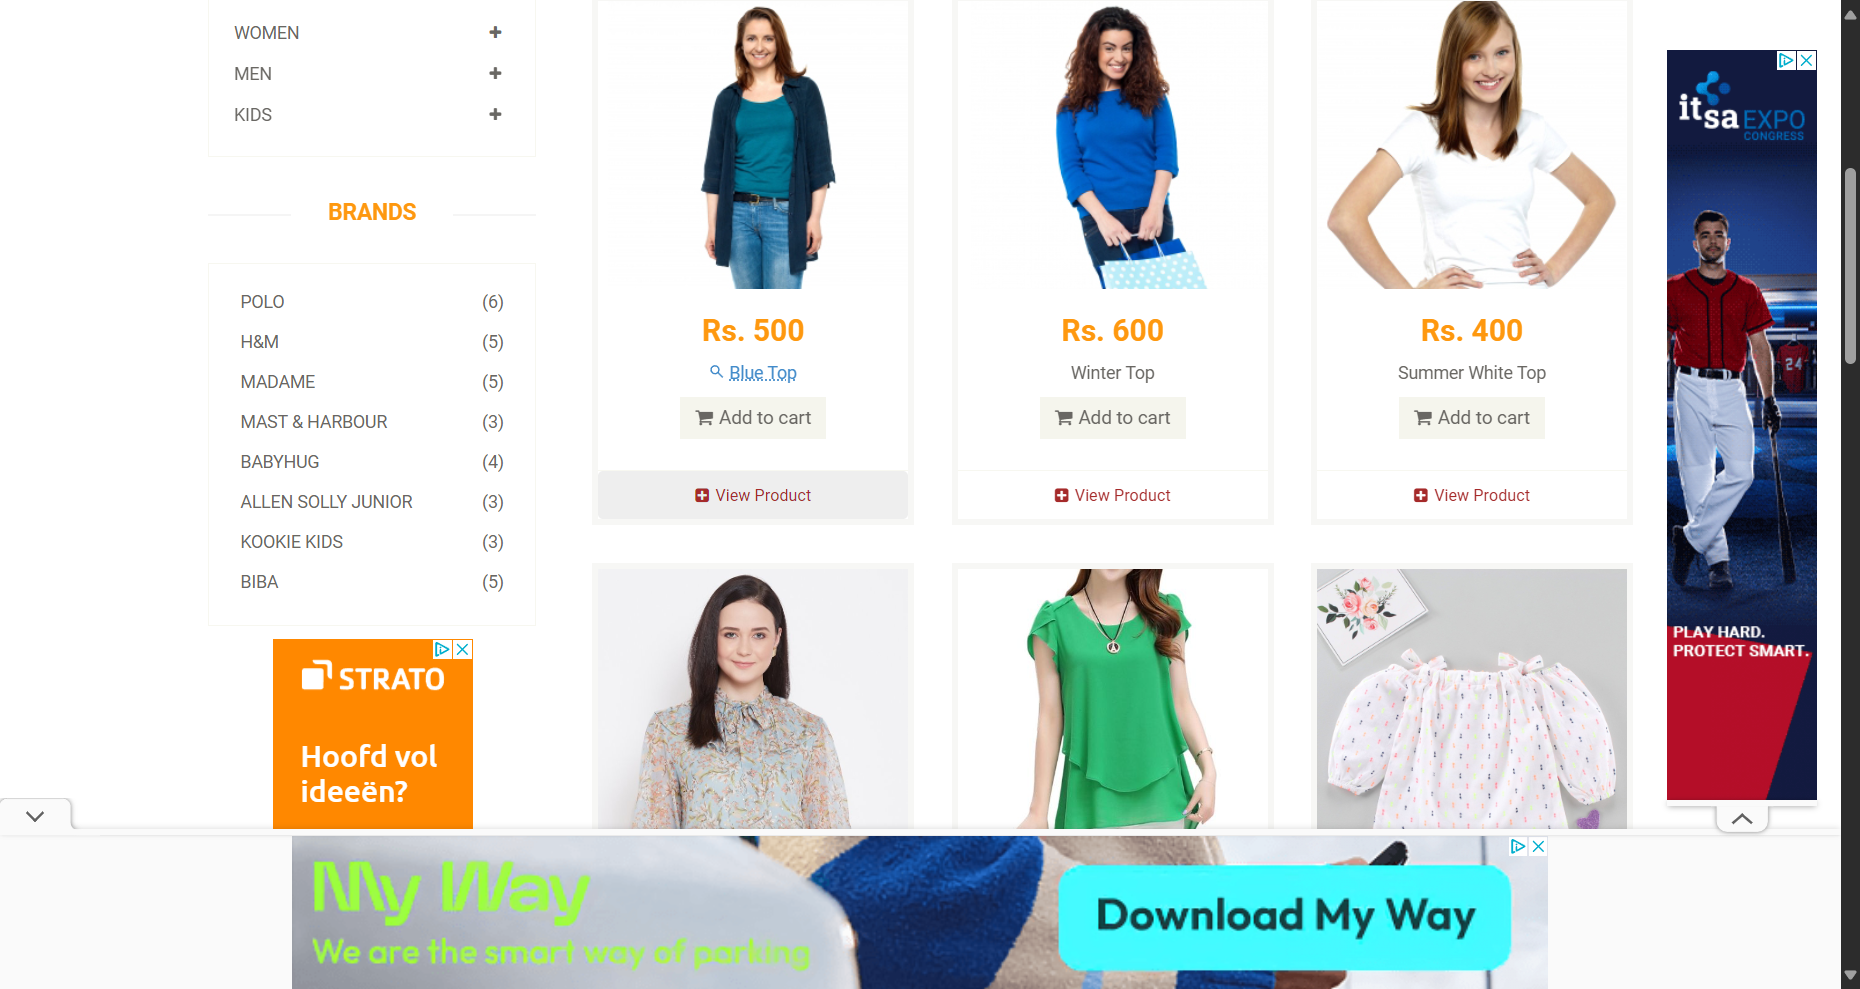 WOMEN
MEN
KIDS
BRANDS
POLO (6)
H&M (5)
MADAME (5)
MAST & HARBOUR (3)
BABYHUG (4)
ALLEN SOLLY JUNIOR (3)
KOOKIE KIDS (3)
BIBA (5)
STRATO
Hoofd vol
ideeën?
Rs. 500
Blue Top
Add to cart
View Product
Rs. 600
Winter Top
Add to cart
View Product
Rs. 400
Summer White Top
Add to cart
View Product
itsa EXPO
CONGRESS
24
PLAY HARD.
PROTECT SMART.
My Way
We are the smart way of parking
Download My Way